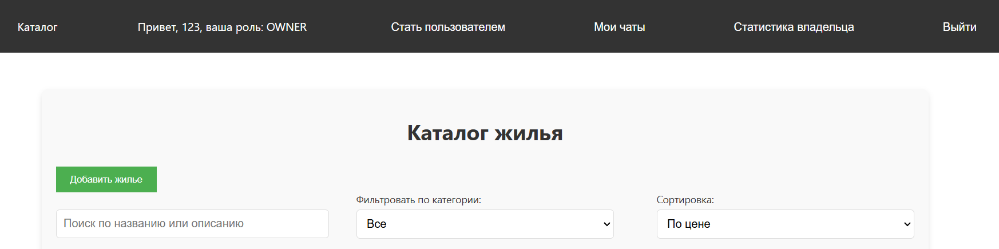 Каталог Привет, 123, ваша роль: OWNER Стать пользователем Мои чаты Статистика владельца Выйти
Каталог жилья
Добавить жилье
Фильтровать по категории: Сортировка:
Поиск по названию или описанию Все По цене